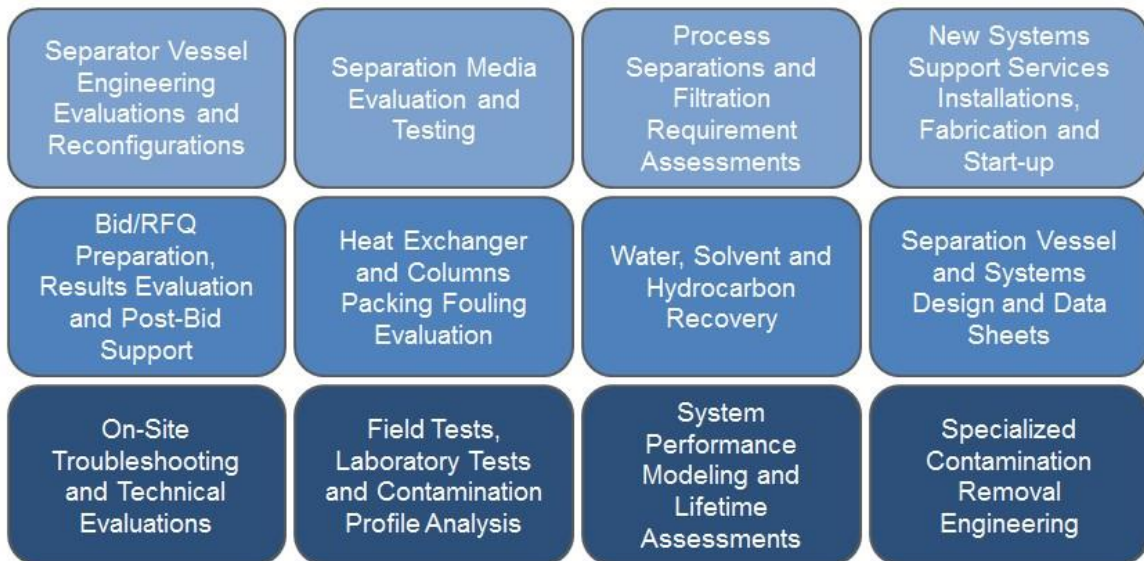 Separator Vessel
Engineering
Evaluations and
Reconfigurations
Separation Media
Evaluation and
Testing
Process
Separations and
Filtration
Requirement
Assessments
New Systems
Support Services
Installations,
Fabrication and
Start-up
Bid/RFQ
Preparation,
Results Evaluation
and Post-Bid
Support
Heat Exchanger
and Columns
Packing Fouling
Evaluation
Water, Solvent and
Hydrocarbon
Recovery
Separation Vessel
and Systems
Design and Data
Sheets
On-Site
Troubleshooting
and Technical
Evaluations
Field Tests,
Laboratory Tests
and Contamination
Profile Analysis
System
Performance
Modeling and
Lifetime
Assessments
Specialized
Contamination
Removal
Engineering